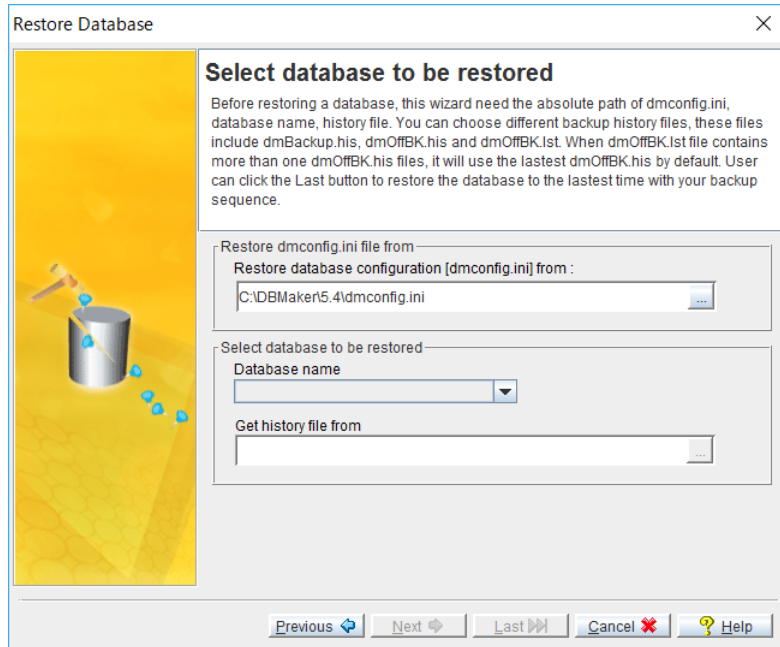 Restore Database
Select database to be restored
Before restoring a database, this wizard need the absolute path of dmconfig.ini,
database name, history file. You can choose different backup history files, these files
include dmBackup.his, dmOffBK.his and dmOffBK.lst. When dmOffBK.lst file contains
more than one dmOffBK.his files, it will use the lastest dmOffBK.his by default. User
can click the Last button to restore the database to the lastest time with your backup
sequence.
Restore dmconfig.ini file from
Restore database configuration [dmconfig.ini] from :
C:\DBMaker\5.4\dmconfig.ini
...
Select database to be restored
Database name
Get history file from
...
Previous Next Last Cancel Help